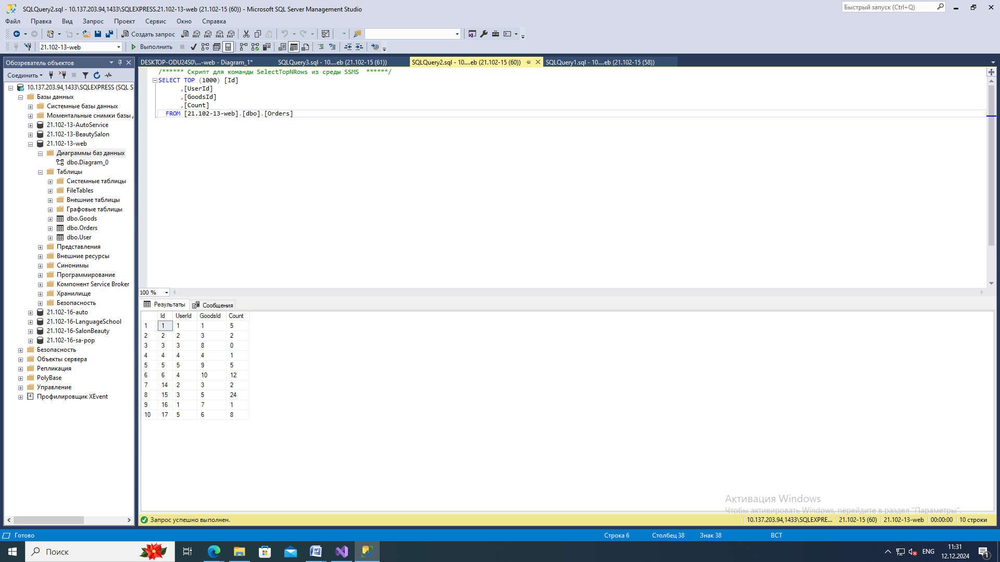 SQLQuery2.sql - 10.137.203.94,1433\SQLEXPRESS.21.102-13-web (21.102-15 (60)) - Microsoft SQL Server Management Studio
Быстрый запуск (Ctrl+Q)
Файл Правка Вид Запрос Проект Сервис Окно Справка
Создать запрос MDX DMX XMLA DAX
21.102-13-web Выполнить
Обозреватель объектов
DESKTOP-ODU24S0\...-web - Diagram_1* SQLQuery3.sql - 10....eb (21.102-15 (61)) SQLQuery2.sql - 10....eb (21.102-15 (60)) SQLQuery1.sql - 10....eb (21.102-15 (58))
Соединить
10.137.203.94,1433\SQLEXPRESS (SQL S
Базы данных
Системные базы данных
Моментальные снимки базы
21.102-13-AutoService
21.102-13-BeautySalon
21.102-13-web
Диаграммы баз данных
dbo.Diagram_0
Таблицы
Системные таблицы
FileTables
Внешние таблицы
Графовые таблицы
dbo.Goods
dbo.Orders
dbo.User
Представления
Внешние ресурсы
Синонимы
Программирование
Компонент Service Broker
Хранилище
Безопасность
21.102-16-auto
21.102-16-LanguageSchool
21.102-16-SalonBeauty
21.102-16-sa-pop
Безопасность
Объекты сервера
Репликация
PolyBase
Управление
Профилировщик XEvent
/****** Скрипт для команды SelectTopNRows из среды SSMS  ******/
SELECT TOP (1000) [Id]
,[UserId]
,[GoodsId]
,[Count]
FROM [21.102-13-web].[dbo].[Orders]
100 %
Результаты Сообщения
Id UserId GoodsId Count
1 1 1 1 5
2 2 2 3 2
3 3 3 8 0
4 4 4 4 1
5 5 5 9 5
6 6 4 10 12
7 14 2 3 2
8 15 3 5 24
9 16 1 7 1
10 17 5 6 8
Активация Windows
Чтобы активировать Windows, перейдите в раздел "Параметры".
Запрос успешно выполнен. 10.137.203.94,1433\SQLEXPRE... 21.102-15 (60) 21.102-13-web 00:00:00 10 строки
Готово Строка 6 Столбец 38 Знак 38 ВСТ
Поиск ENG 11:31
12.12.2024 1